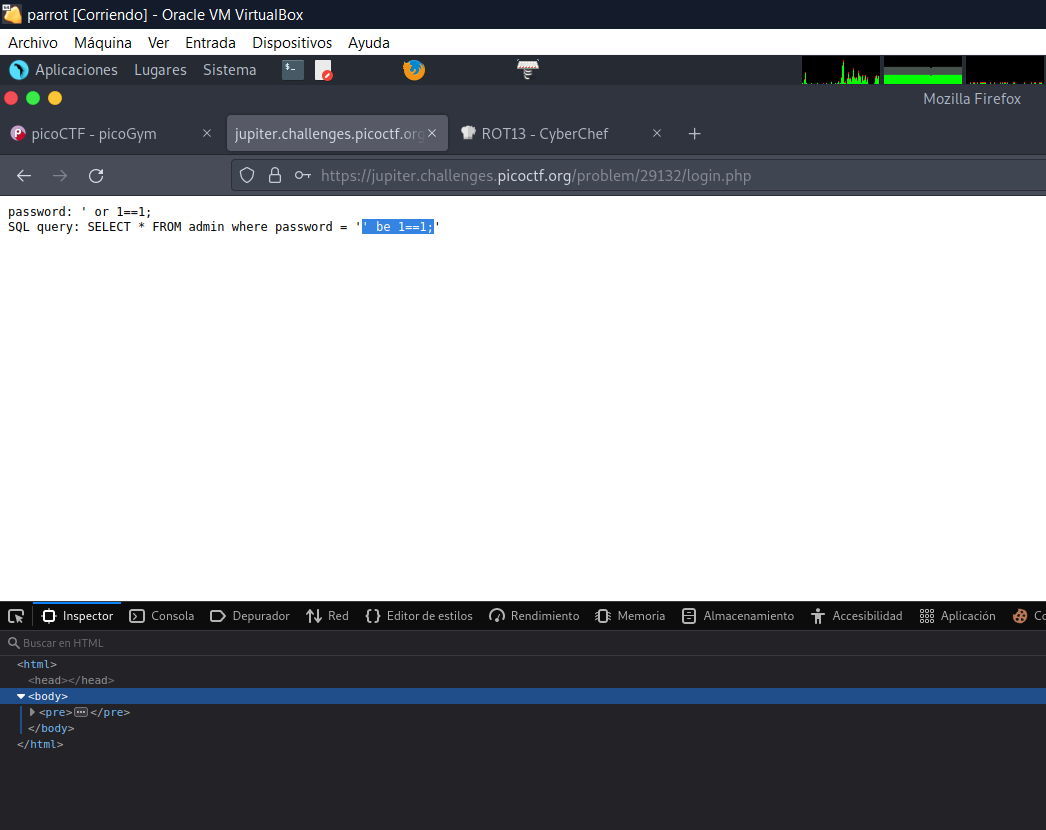 parrot [Corriendo] - Oracle VM VirtualBox
Archivo Máquina Ver Entrada Dispositivos Ayuda
Aplicaciones Lugares Sistema
Mozilla Firefox
picoCTF - picoGym × jupiter.challenges.picoctf.org × ROT13 - CyberChef × +
https://jupiter.challenges.picoctf.org/problem/29132/login.php
password: ' or 1==1;
SQL query: SELECT * FROM admin where password = '' be 1==1;'
Inspector Consola Depurador Red Editor de estilos Rendimiento Memoria Almacenamiento Accesibilidad Aplicación Co
Buscar en HTML
<html>
<head></head>
<body>
<pre>…</pre>
</body>
</html>